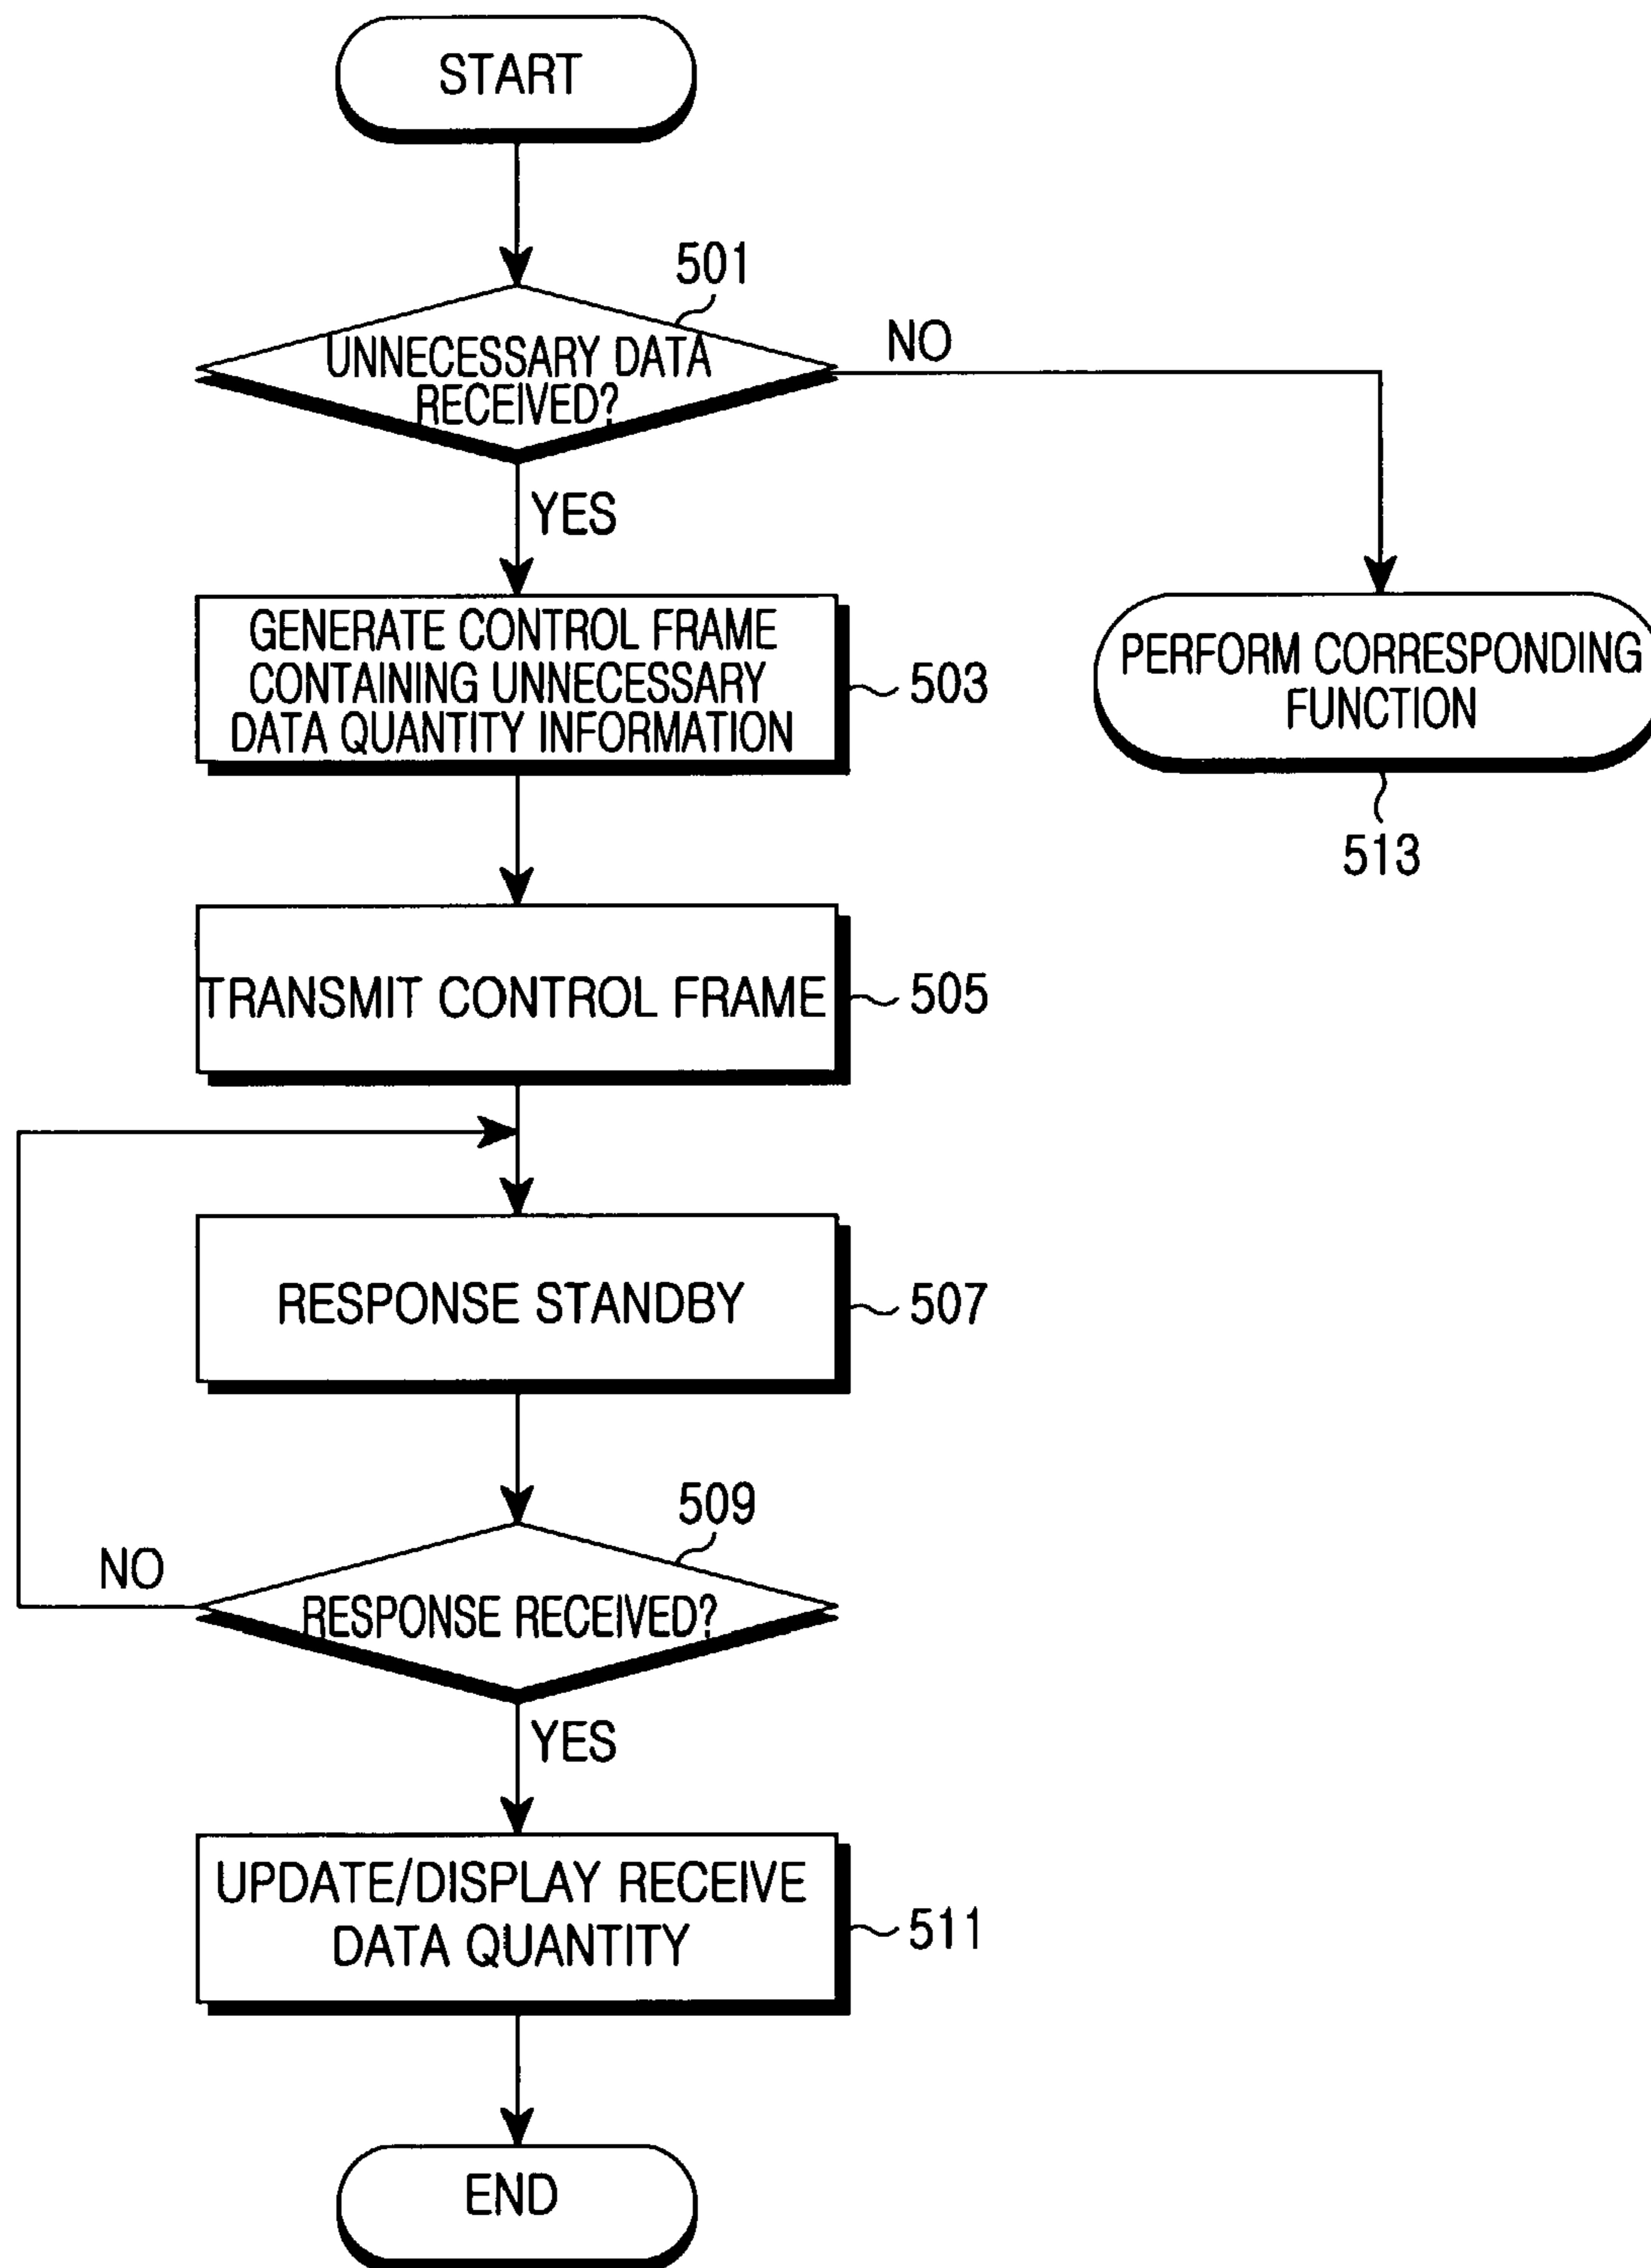 START
501
UNNECESSARY DATA
RECEIVED?
NO
YES
GENERATE CONTROL FRAME
CONTAINING UNNECESSARY
DATA QUANTITY INFORMATION
503
PERFORM CORRESPONDING
FUNCTION
513
TRANSMIT CONTROL FRAME
505
RESPONSE STANDBY
507
509
NO
RESPONSE RECEIVED?
YES
UPDATE/DISPLAY RECEIVE
DATA QUANTITY
511
END